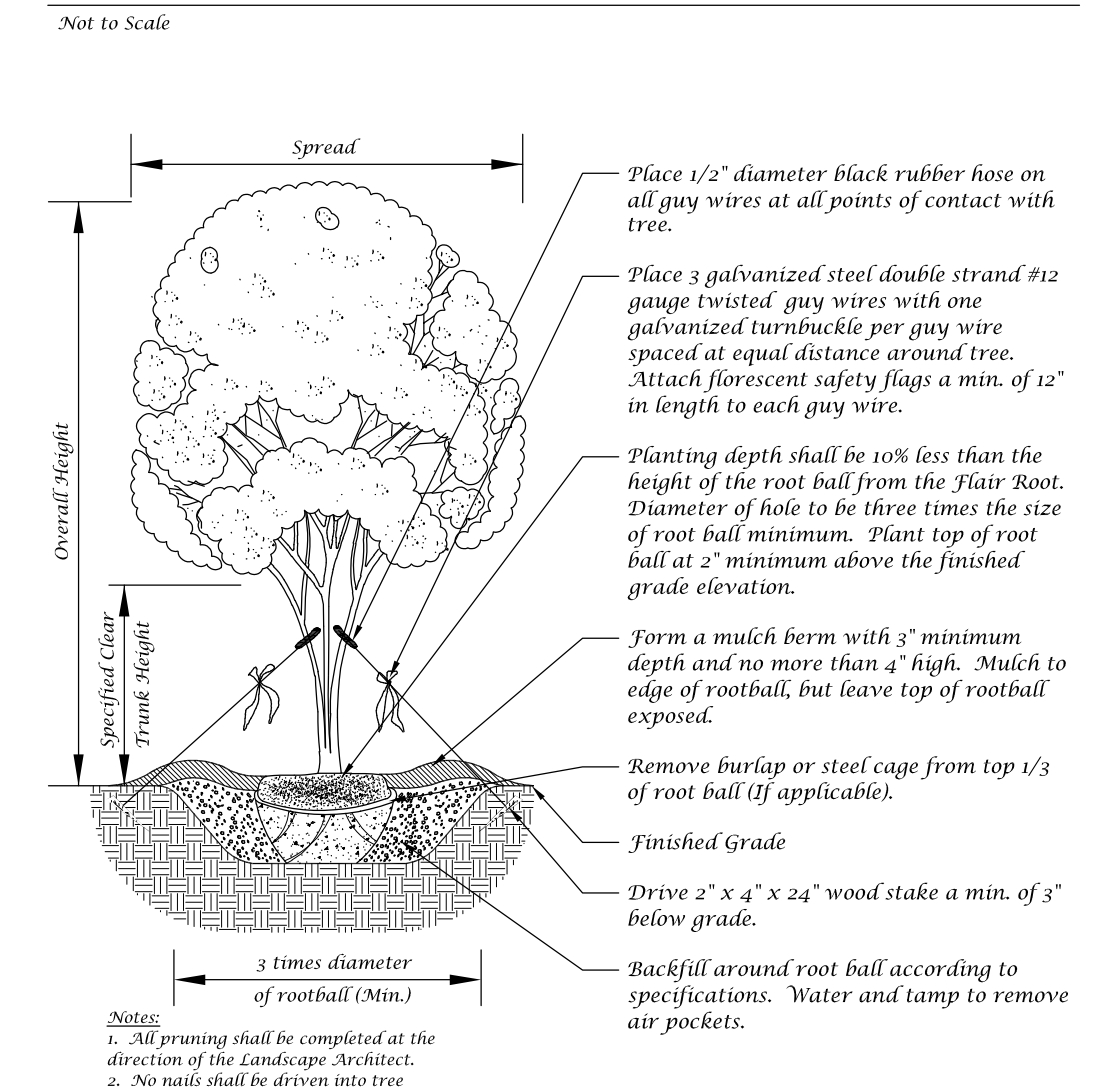 Not to Scale
Spread
Overall Height
Specified Clear
Trunk Height
Place 1/2" diameter black rubber hose on
all guy wires at all points of contact with
tree.
Place 3 galvanized steel double strand #12
gauge twisted guy wires with one
galvanized turnbuckle per guy wire
spaced at equal distance around tree.
Attach florescent safety flags a min. of 12"
in length to each guy wire.
Planting depth shall be 10% less than the
height of the root ball from the Flair Root.
Diameter of hole to be three times the size
of root ball minimum. Plant top of root
ball at 2" minimum above the finished
grade elevation.
Form a mulch berm with 3" minimum
depth and no more than 4" high. Mulch to
edge of rootball, but leave top of rootball
exposed.
Remove burlap or steel cage from top 1/3
of root ball (If applicable).
Finished Grade
Drive 2" x 4" x 24" wood stake a min. of 3"
below grade.
Backfill around root ball according to
specifications. Water and tamp to remove
air pockets.
3 times diameter
of rootball (Min.)
Notes:
1. All pruning shall be completed at the
direction of the Landscape Architect.
2. No nails shall be driven into tree